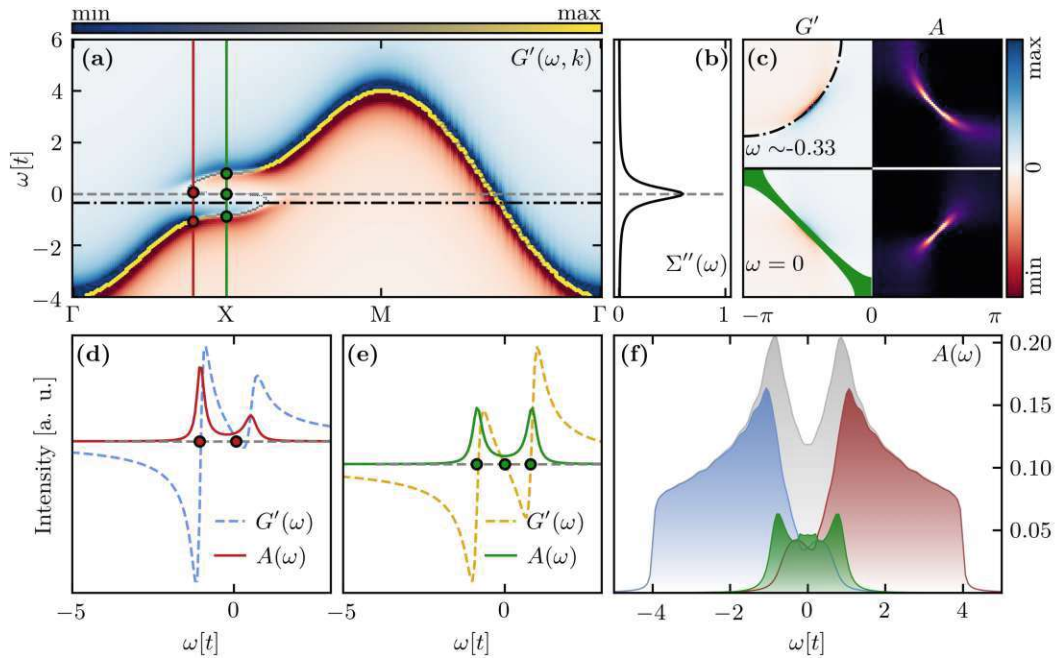 min max
6
4
2
0
−2
−4
ω[t]
(a)
G′(ω, k)
Γ X M Γ
(b)
Σ″(ω)
0 1
G′ A
(c)
ω ∼-0.33
ω = 0
−π 0 π
max
0
min
(d)
Intensity [a. u.]
G′(ω)
A(ω)
−5 0
ω[t]
(e)
G′(ω)
A(ω)
−5 0
ω[t]
(f)
A(ω)
0.20
0.15
0.10
0.05
−4 −2 0 2 4
ω[t]